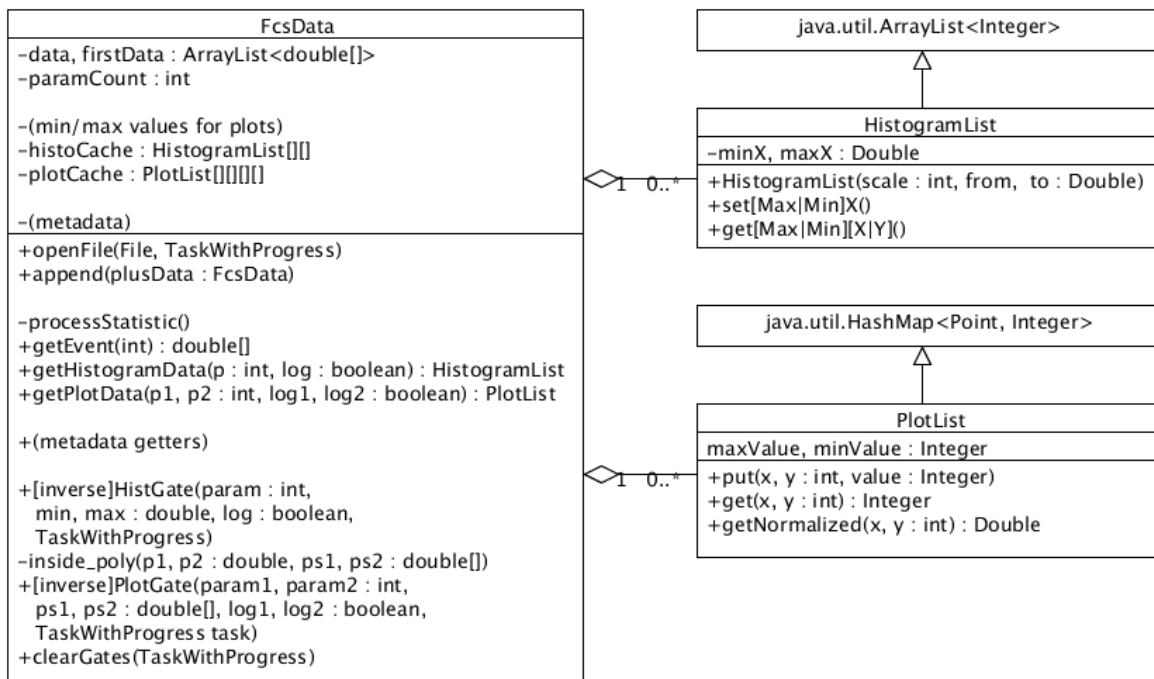 FcsData
-data, firstData : ArrayList<double[]>
-paramCount : int
-(min/max values for plots)
-histoCache : HistogramList[][]
-plotCache : PlotList[][][][]
-(metadata)
+openFile(File, TaskWithProgress)
+append(plusData : FcsData)
-processStatistic()
+getEvent(int) : double[]
+getHistogramData(p : int, log : boolean) : HistogramList
+getPlotData(p1, p2 : int, log1, log2 : boolean) : PlotList
+(metadata getters)
+[inverse]HistGate(param : int,
min, max : double, log : boolean,
TaskWithProgress)
-inside_poly(p1, p2 : double, ps1, ps2 : double[])
+[inverse]PlotGate(param1, param2 : int,
ps1, ps2 : double[], log1, log2 : boolean,
TaskWithProgress task)
+clearGates(TaskWithProgress)
1 0..*
1 0..*
java.util.ArrayList<Integer>
HistogramList
-minX, maxX : Double
+HistogramList(scale : int, from, to : Double)
+set[Max|Min]X()
+get[Max|Min][X|Y]()
java.util.HashMap<Point, Integer>
PlotList
maxValue, minValue : Integer
+put(x, y : int, value : Integer)
+get(x, y : int) : Integer
+getNormalized(x, y : int) : Double